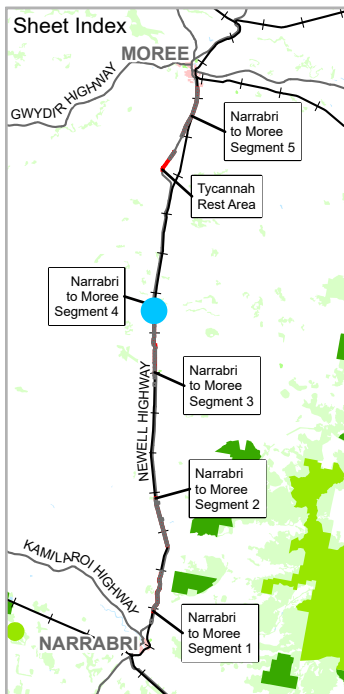 Sheet Index
MOREE
GWYDIR HIGHWAY
Narrabri
to Moree
Segment 5
Tycannah
Rest Area
Narrabri
to Moree
Segment 4
Narrabri
to Moree
Segment 3
NEWELL HIGHWAY
Narrabri
to Moree
Segment 2
KAMILAROI HIGHWAY
Narrabri
to Moree
Segment 1
NARRABRI